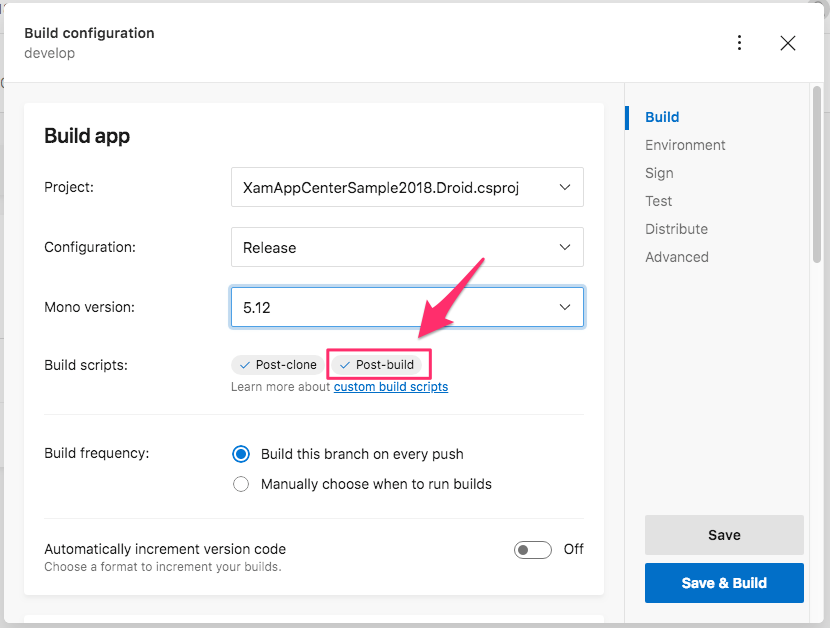 Build configuration
develop
Build app
Project:
XamAppCenterSample2018.Droid.csproj
Configuration:
Release
Mono version:
5.12
Build scripts:
Post-clone
Post-build
Learn more about custom build scripts
Build frequency:
Build this branch on every push
Manually choose when to run builds
Automatically increment version code
Off
Choose a format to increment your builds.
Build
Environment
Sign
Test
Distribute
Advanced
Save
Save & Build